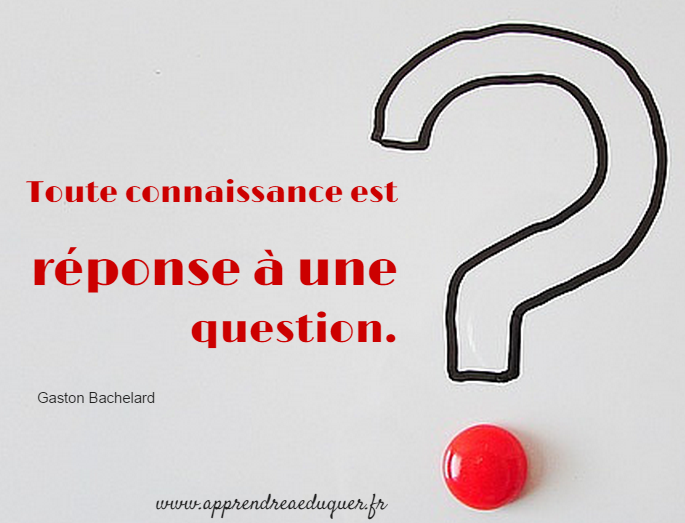 Toute connaissance est
réponse à une
question.
Gaston Bachelard
www.apprendreaeduquer.fr